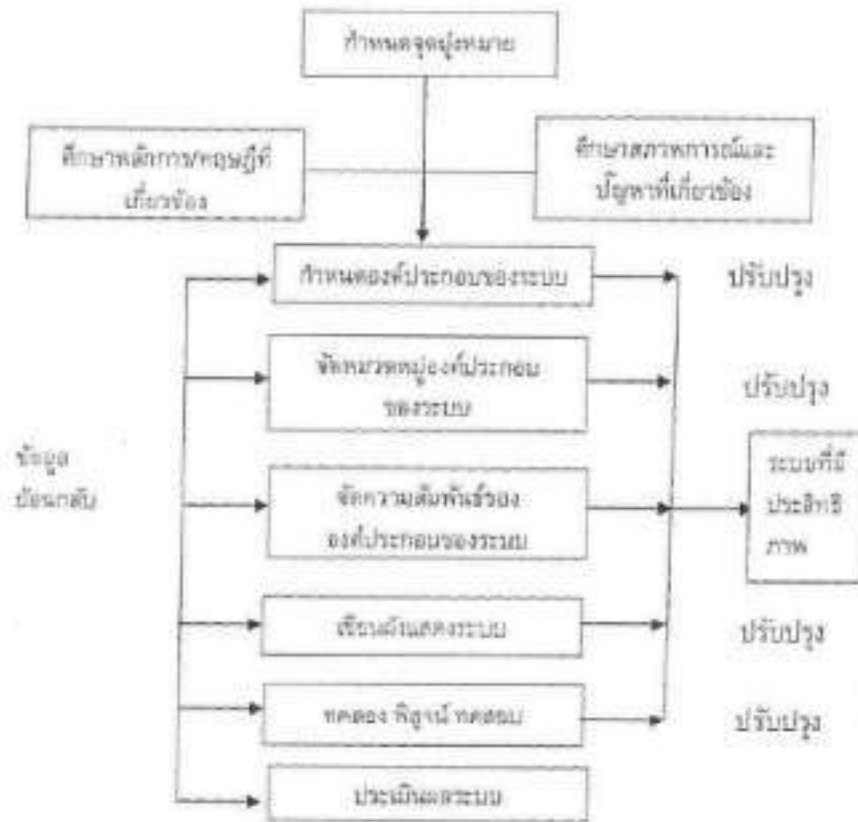 กำหนดจุดมุ่งหมาย
ศึกษาหลักการ/ทฤษฎีที่
เกี่ยวข้อง
ศึกษาสภาพการณ์และ
ปัญหาที่เกี่ยวข้อง
กำหนดองค์ประกอบของระบบ
ปรับปรุง
จัดหมวดหมู่องค์ประกอบ
ของระบบ
ปรับปรุง
ข้อมูล
ป้อนกลับ
จัดความสัมพันธ์ของ
องค์ประกอบของระบบ
ระบบที่มี
ประสิทธิ
ภาพ
เขียนผังแสดงระบบ
ปรับปรุง
ทดลอง พิสูจน์ ทดสอบ
ปรับปรุง
ประเมินผลระบบ